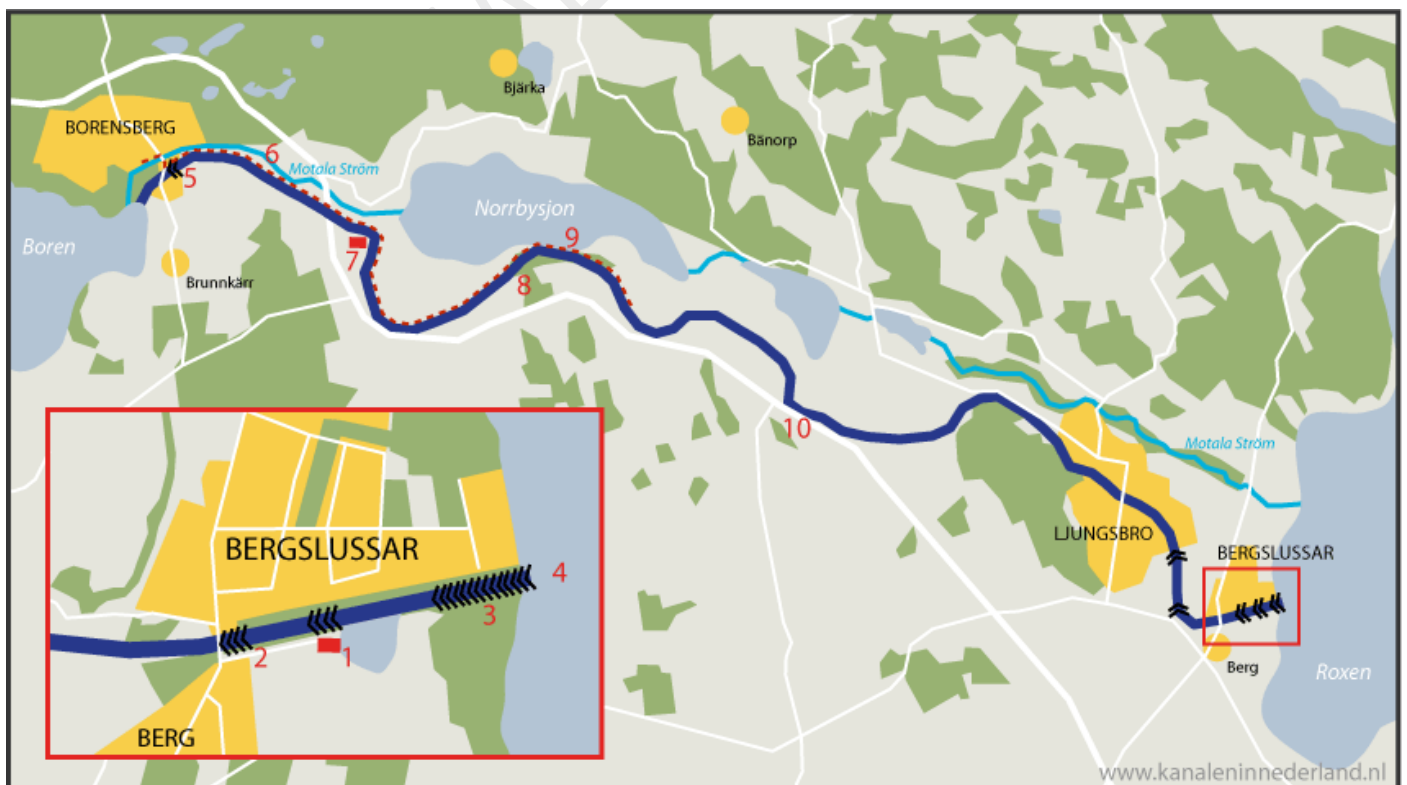 Bjärka
BORENSBERG
Bänorp
6
Motala Ström
5
Norrbysjon
Boren
9
7
8
Brunnkärr
10
Motala Ström
LJUNGSBRO
BERGSLUSSAR
BERGSLUSSAR
4
3
2
1
Berg
Roxen
BERG
www.kanaleninnederland.nl